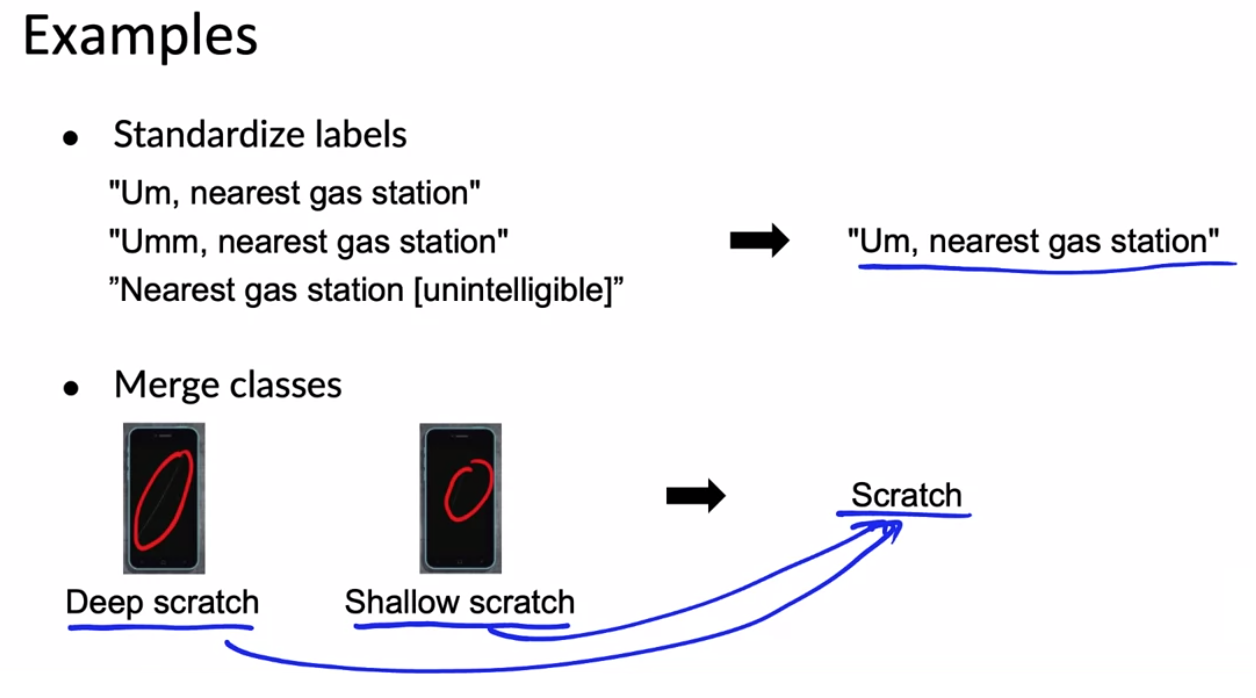 Examples
● Standardize labels
"Um, nearest gas station"
"Umm, nearest gas station"
"Um, nearest gas station"
”Nearest gas station [unintelligible]”
● Merge classes
Scratch
Deep scratch
Shallow scratch